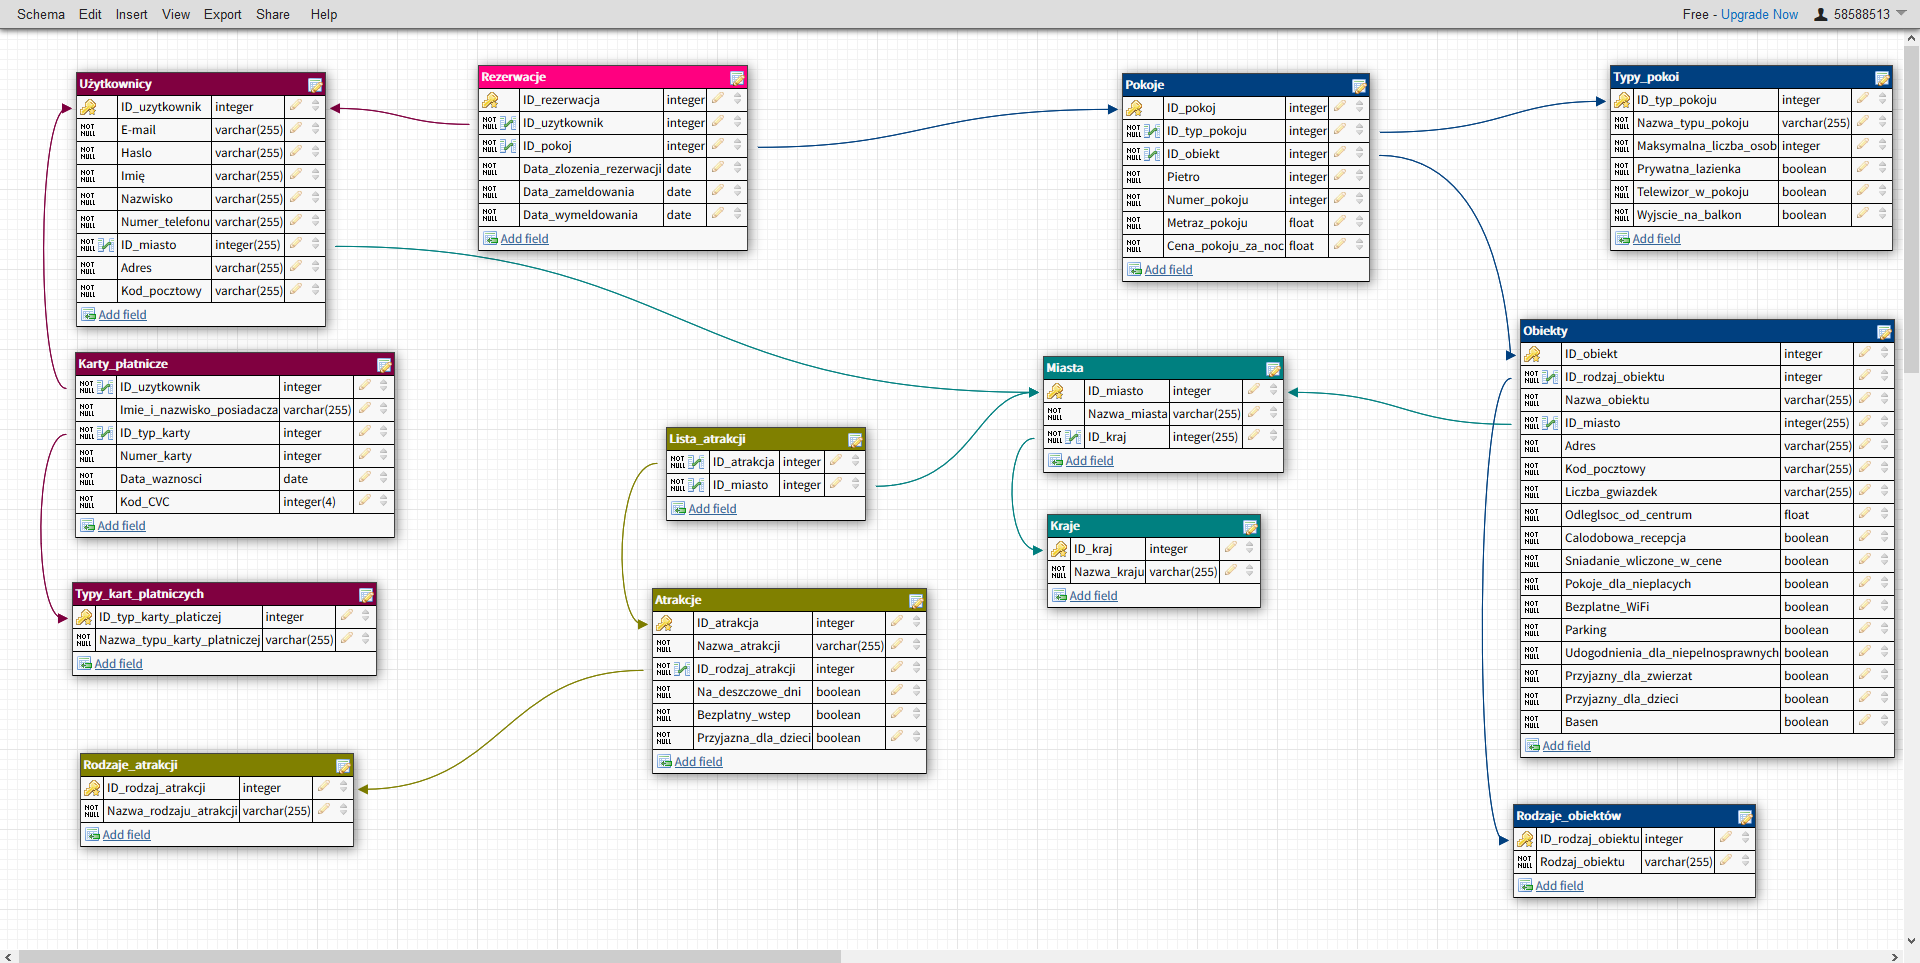 Schema Edit Insert View Export Share Help Free - Upgrade Now 58588513
Użytkownicy
ID_uzytkownik integer
NOT NULL E-mail varchar(255)
NOT NULL Haslo varchar(255)
NOT NULL Imię varchar(255)
NOT NULL Nazwisko varchar(255)
NOT NULL Numer_telefonu varchar(255)
NOT NULL ID_miasto integer(255)
NOT NULL Adres varchar(255)
NOT NULL Kod_pocztowy varchar(255)
Add field
Rezerwacje
ID_rezerwacja integer
NOT NULL ID_uzytkownik integer
NOT NULL ID_pokoj integer
NOT NULL Data_zlozenia_rezerwacji date
NOT NULL Data_zameldowania date
NOT NULL Data_wymeldowania date
Add field
Pokoje
ID_pokoj integer
NOT NULL ID_typ_pokoju integer
NOT NULL ID_obiekt integer
NOT NULL Pietro integer
NOT NULL Numer_pokoju integer
NOT NULL Metraz_pokoju float
NOT NULL Cena_pokoju_za_noc float
Add field
Typy_pokoi
ID_typ_pokoju integer
NOT NULL Nazwa_typu_pokoju varchar(255)
NOT NULL Maksymalna_liczba_osob integer
NOT NULL Prywatna_lazienka boolean
NOT NULL Telewizor_w_pokoju boolean
NOT NULL Wyjscie_na_balkon boolean
Add field
Karty_platnicze
NOT NULL ID_uzytkownik integer
NOT NULL Imie_i_nazwisko_posiadacza varchar(255)
NOT NULL ID_typ_karty integer
NOT NULL Numer_karty integer
NOT NULL Data_waznosci date
NOT NULL Kod_CVC integer(4)
Add field
Lista_atrakcji
NOT NULL ID_atrakcja integer
NOT NULL ID_miasto integer
Add field
Miasta
ID_miasto integer
NOT NULL Nazwa_miasta varchar(255)
NOT NULL ID_kraj integer(255)
Add field
Obiekty
ID_obiekt integer
NOT NULL ID_rodzaj_obiektu integer
NOT NULL Nazwa_obiektu varchar(255)
NOT NULL ID_miasto integer(255)
NOT NULL Adres varchar(255)
NOT NULL Kod_pocztowy varchar(255)
NOT NULL Liczba_gwiazdek varchar(255)
NOT NULL Odleglsoc_od_centrum float
NOT NULL Calodobowa_recepcja boolean
NOT NULL Sniadanie_wliczone_w_cene boolean
NOT NULL Pokoje_dla_nieplacych boolean
NOT NULL Bezplatne_WiFi boolean
NOT NULL Parking boolean
NOT NULL Udogodnienia_dla_niepelnosprawnych boolean
NOT NULL Przyjazny_dla_zwierzat boolean
NOT NULL Przyjazny_dla_dzieci boolean
NOT NULL Basen boolean
Add field
Kraje
ID_kraj integer
NOT NULL Nazwa_kraju varchar(255)
Add field
Typy_kart_platniczych
ID_typ_karty_platiczej integer
NOT NULL Nazwa_typu_karty_platniczej varchar(255)
Add field
Atrakcje
ID_atrakcja integer
NOT NULL Nazwa_atrakcji varchar(255)
NOT NULL ID_rodzaj_atrakcji integer
NOT NULL Na_deszczowe_dni boolean
NOT NULL Bezplatny_wstep boolean
NOT NULL Przyjazna_dla_dzieci boolean
Add field
Rodzaje_atrakcji
ID_rodzaj_atrakcji integer
NOT NULL Nazwa_rodzaju_atrakcji varchar(255)
Add field
Rodzaje_obiektów
ID_rodzaj_obiektu integer
NOT NULL Rodzaj_obiektu varchar(255)
Add field